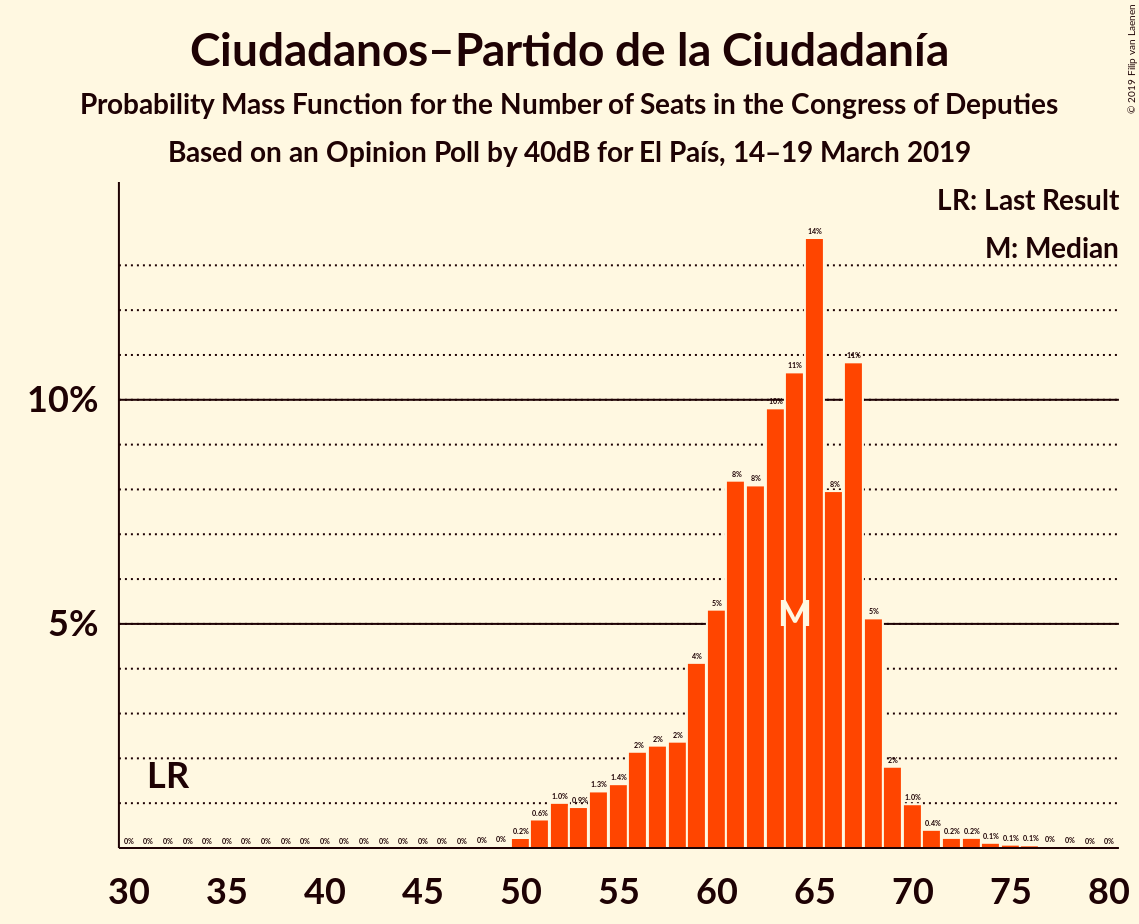 Ciudadanos–Partido de la Ciudadanía
Probability Mass Function for the Number of Seats in the Congress of Deputies
Based on an Opinion Poll by 40dB for El País, 14–19 March 2019
© 2019 Filip van Laenen
LR: Last Result
M: Median
10%
5%
LR
M
0% 0% 0% 0% 0% 0% 0% 0% 0% 0% 0% 0% 0% 0% 0% 0% 0% 0% 0% 0% 0.2% 0.6% 1.0% 0.9% 1.3% 1.4% 2% 2% 2% 4% 5% 8% 8% 10% 11% 14% 8% 11% 5% 2% 1.0% 0.4% 0.2% 0.2% 0.1% 0.1% 0.1% 0% 0% 0% 0%
30 35 40 45 50 55 60 65 70 75 80